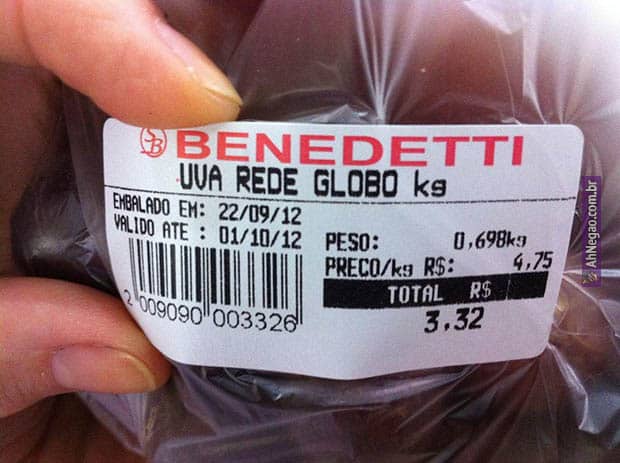 SB BENEDETTI
UVA REDE GLOBO kg
EMBALADO EM: 22/09/12
VALIDO ATE : 01/10/12
PESO: 0,698kg
PRECO/kg R$: 4,75
TOTAL R$
3,32
2 009090 003326
AhNegao.com.br